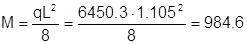 M = qL²/8 = 6450.3·1.105²/8 = 984.6